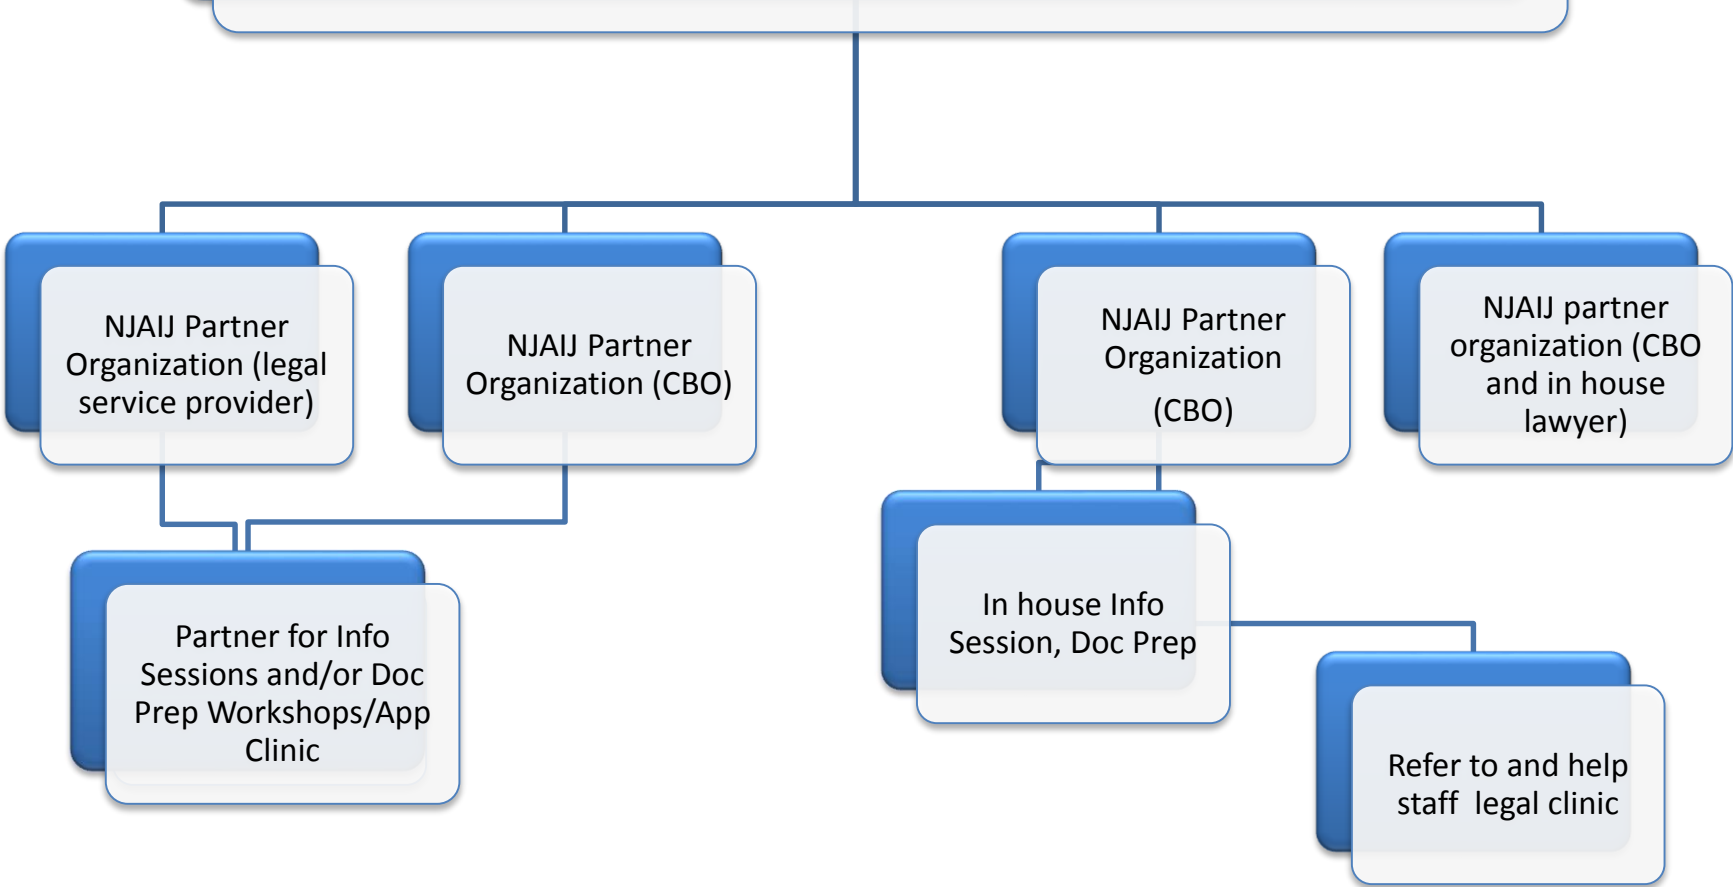 NJAIJ Partner
Organization (legal
service provider)
NJAIJ Partner
Organization (CBO)
NJAIJ Partner
Organization
(CBO)
NJAIJ partner
organization (CBO
and in house
lawyer)
Partner for Info
Sessions and/or Doc
Prep Workshops/App
Clinic
In house Info
Session, Doc Prep
Refer to and help
staff  legal clinic